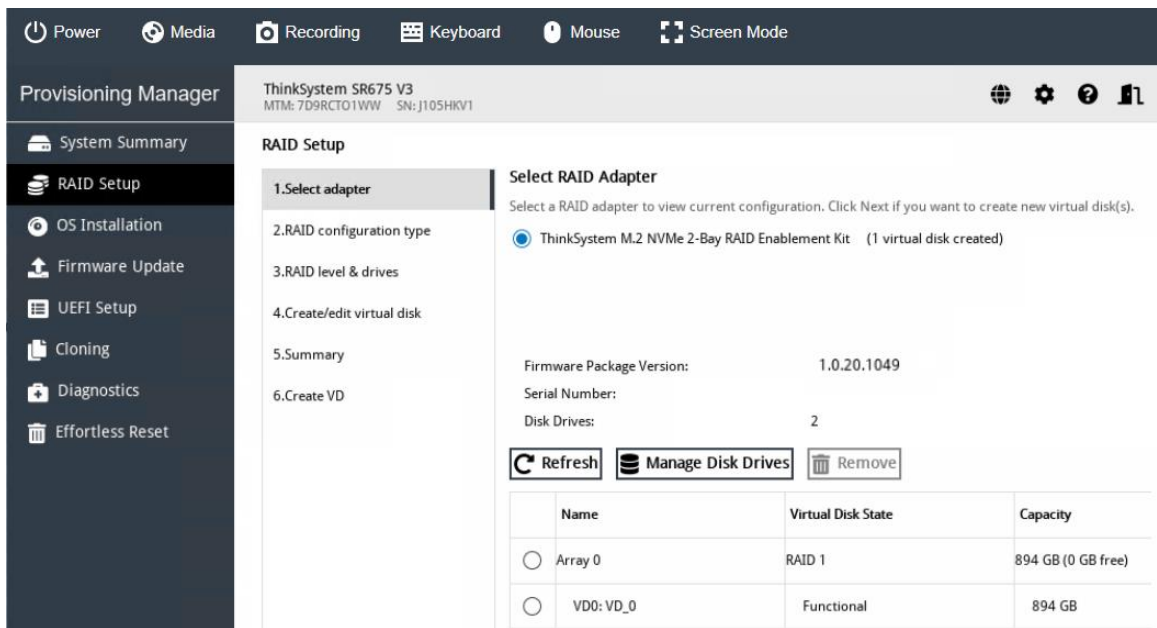 Power Media Recording Keyboard Mouse Screen Mode
Provisioning Manager
ThinkSystem SR675 V3
MTM: 7D9RCTO1WW SN: J105HKV1
System Summary
RAID Setup
OS Installation
Firmware Update
UEFI Setup
Cloning
Diagnostics
Effortless Reset
RAID Setup
1.Select adapter
2.RAID configuration type
3.RAID level & drives
4.Create/edit virtual disk
5.Summary
6.Create VD
Select RAID Adapter
Select a RAID adapter to view current configuration. Click Next if you want to create new virtual disk(s).
ThinkSystem M.2 NVMe 2-Bay RAID Enablement Kit (1 virtual disk created)
Firmware Package Version: 1.0.20.1049
Serial Number:
Disk Drives: 2
Refresh Manage Disk Drives Remove
Name Virtual Disk State Capacity
Array 0 RAID 1 894 GB (0 GB free)
VD0: VD_0 Functional 894 GB